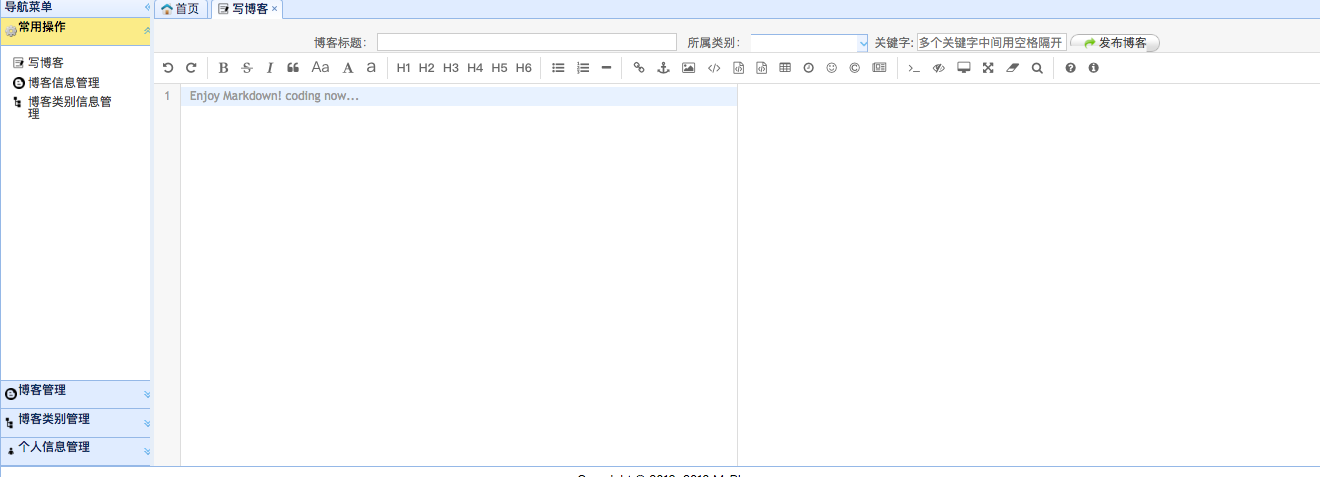 导航菜单
首页
写博客
常用操作
博客标题：
所属类别：
关键字:
多个关键字中间用空格隔开
发布博客
写博客
博客信息管理
博客类别信息管
理
B S I Aa A a H1 H2 H3 H4 H5 H6
1
Enjoy Markdown! coding now...
博客管理
博客类别管理
个人信息管理